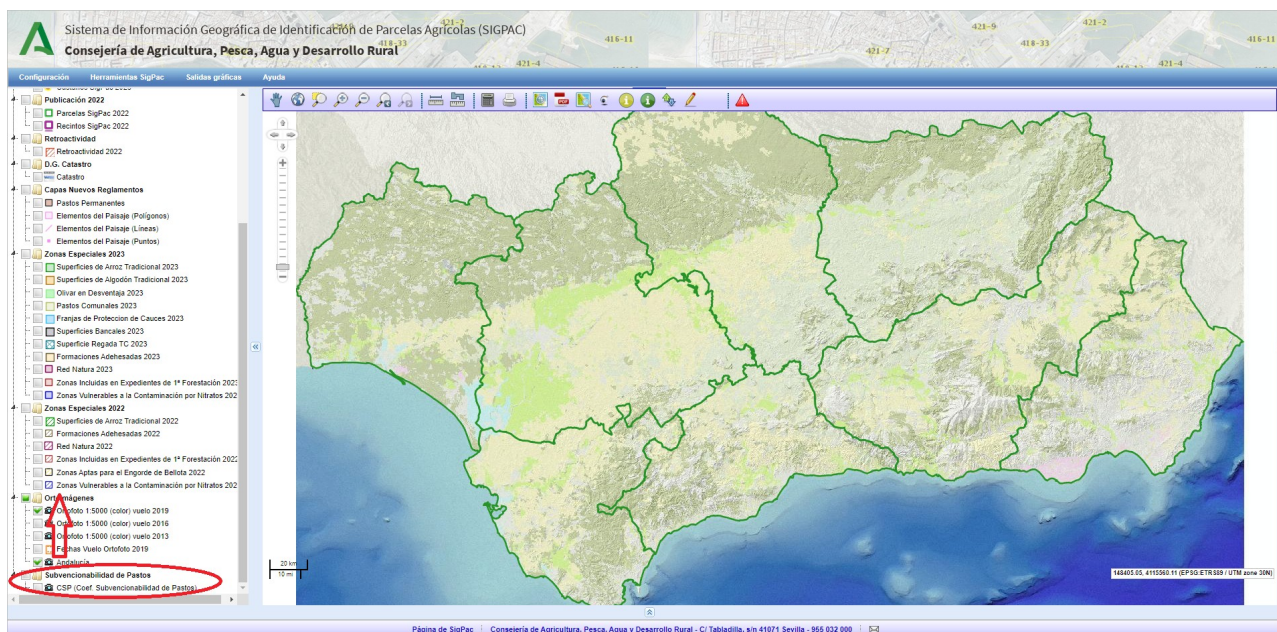 Sistema de Información Geográfica de Identificación de Parcelas Agrícolas (SIGPAC)
Consejería de Agricultura, Pesca, Agua y Desarrollo Rural
418-33
421-2
421-4
416-11
421-7
421-9
418-33
421-2
421-4
416-11
Configuración Herramientas SigPac Salidas gráficas Ayuda
Publicación 2022
Parcelas SigPac 2022
Recintos SigPac 2022
Retroactividad
Retroactividad 2022
D.G. Catastro
Catastro
Capas Nuevos Reglamentos
Pastos Permanentes
Elementos del Paisaje (Polígonos)
Elementos del Paisaje (Líneas)
Elementos del Paisaje (Puntos)
Zonas Especiales 2023
Superficies de Arroz Tradicional 2023
Superficies de Algodón Tradicional 2023
Olivar en Desventaja 2023
Pastos Comunales 2023
Franjas de Proteccion de Cauces 2023
Superficies Bancales 2023
Superficie Regada TC 2023
Formaciones Adehesadas 2023
Red Natura 2023
Zonas Incluidas en Expedientes de 1ª Forestación 2023
Zonas Vulnerables a la Contaminación por Nitratos 202
Zonas Especiales 2022
Superficies de Arroz Tradicional 2022
Formaciones Adehesadas 2022
Red Natura 2022
Zonas Incluidas en Expedientes de 1ª Forestación 2022
Zonas Aptas para el Engorde de Bellota 2022
Zonas Vulnerables a la Contaminación por Nitratos 202
Ortoimágenes
Ortofoto 1:5000 (color) vuelo 2019
Ortofoto 1:5000 (color) vuelo 2016
Ortofoto 1:5000 (color) vuelo 2013
Fechas Vuelo Ortofoto 2019
Andalucía
Subvencionabilidad de Pastos
CSP (Coef. Subvencionabilidad de Pastos)
20 km
10 mi
148405.05, 4115560.11 (EPSG:ETRS89 / UTM zone 30N)
Página de SigPac Consejería de Agricultura, Pesca, Agua y Desarrollo Rural - C/ Tabladilla, s/n 41071 Sevilla - 955 032 000